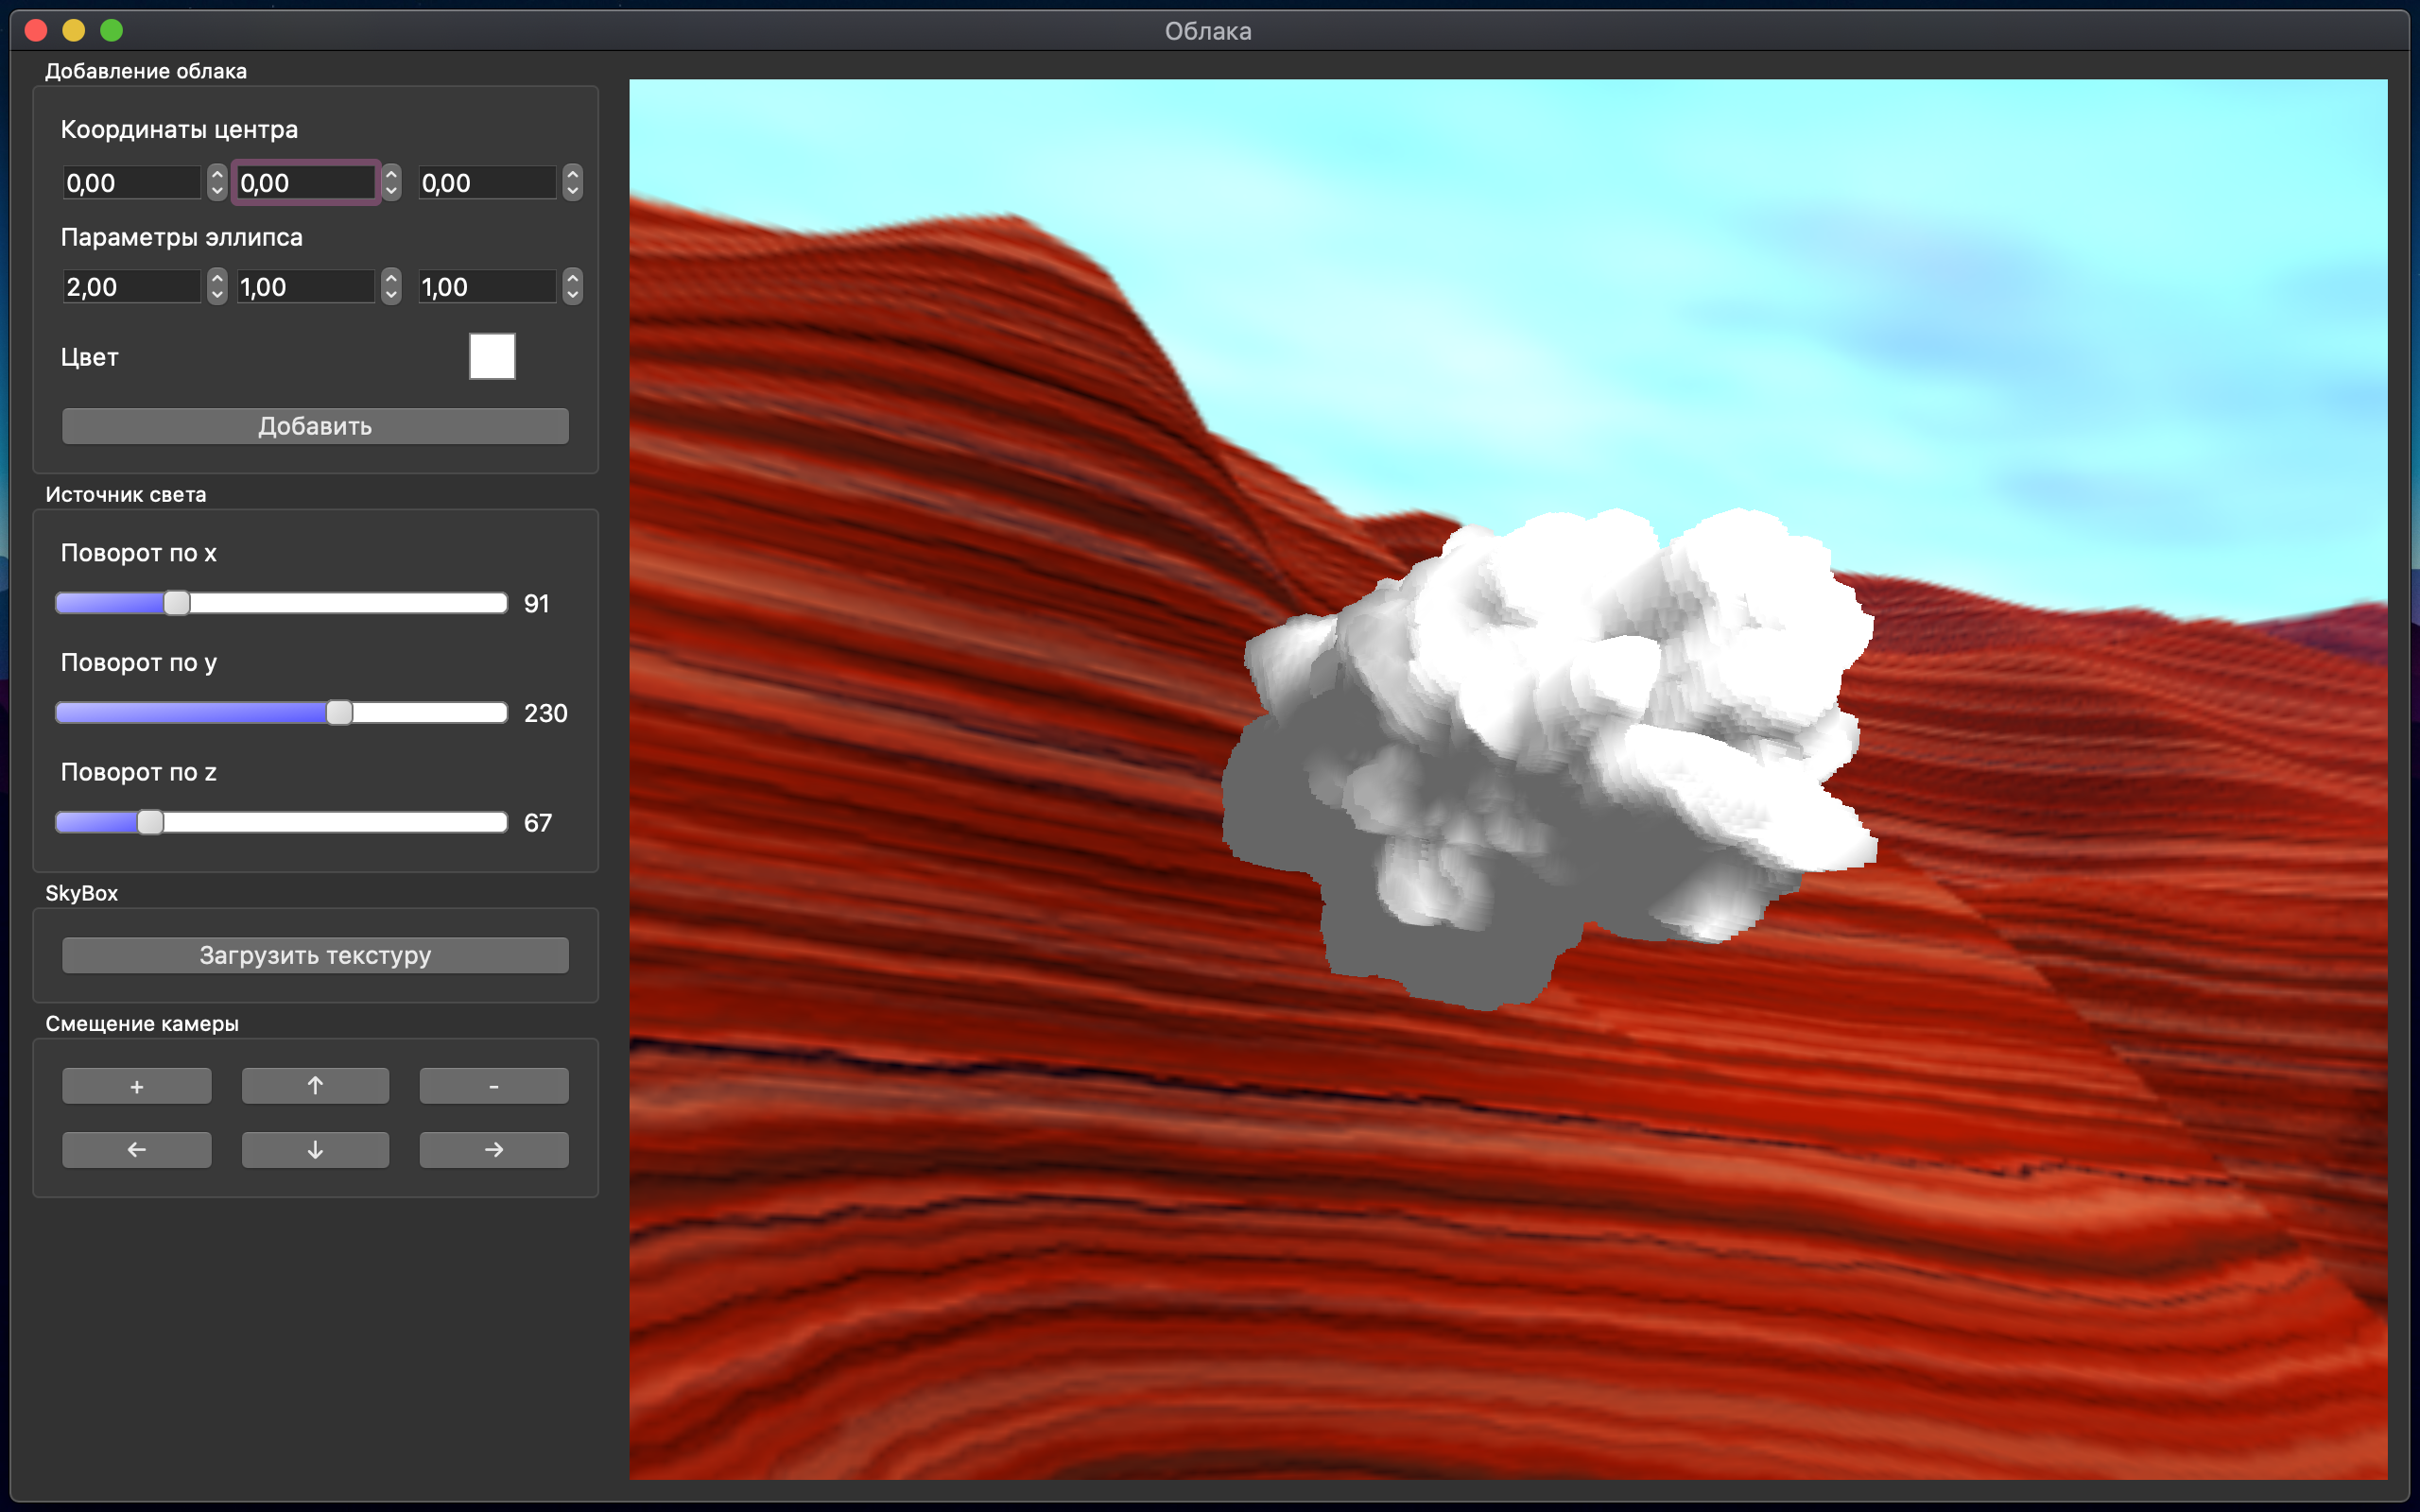 Облака
Добавление облака
Координаты центра
0,00 0,00 0,00
Параметры эллипса
2,00 1,00 1,00
Цвет
Добавить
Источник света
Поворот по x
91
Поворот по y
230
Поворот по z
67
SkyBox
Загрузить текстуру
Смещение камеры
+ ↑ -
← ↓ →